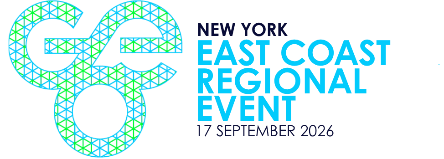 NEW YORK
EAST COAST
REGIONAL
EVENT
17 SEPTEMBER 2026